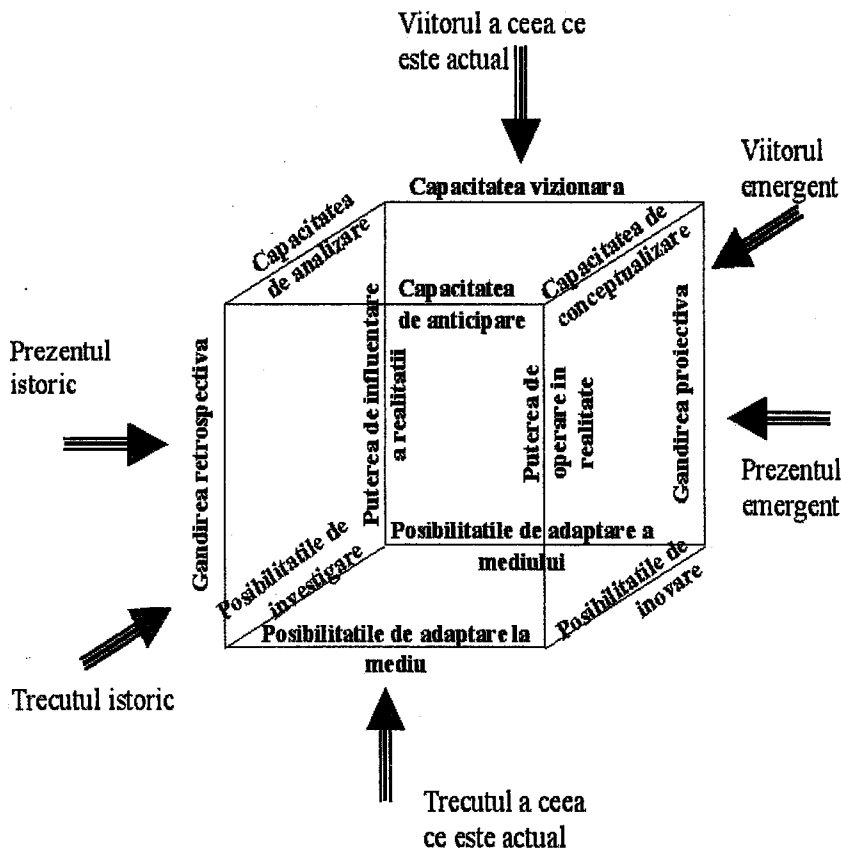 Viitorul a ceea ce
este actual
Viitorul
emergent
Capacitatea vizionara
Capacitatea
de analizare
Capacitatea de
conceptualizare
Capacitatea
de anticipare
Prezentul
istoric
Gandirea retrospectiva
Puterea de influentare
a realitatii
Puterea de
operare in
realitate
Gandirea proiectiva
Prezentul
emergent
Posibilitatile de adaptare a
mediului
Posibilitatile de
investigare
Posibilitatile de
inovare
Posibilitatile de adaptare la
mediu
Trecutul istoric
Trecutul a ceea
ce este actual